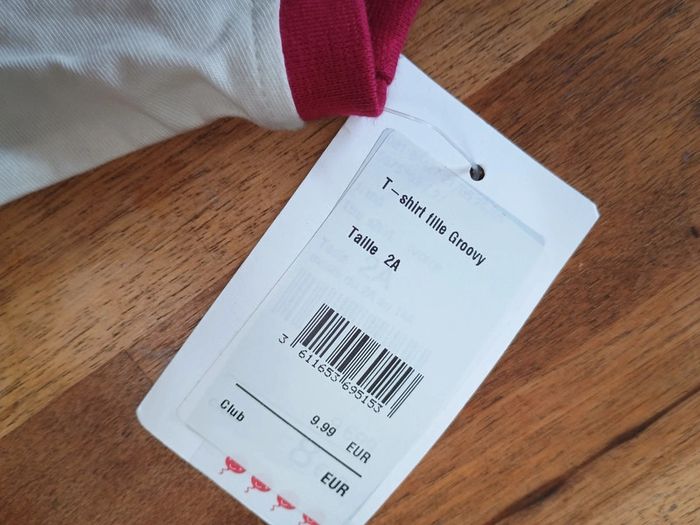 T-shirt fille Groovy
Taille 2A
3 611653 695153
9.99 EUR
Club
EUR